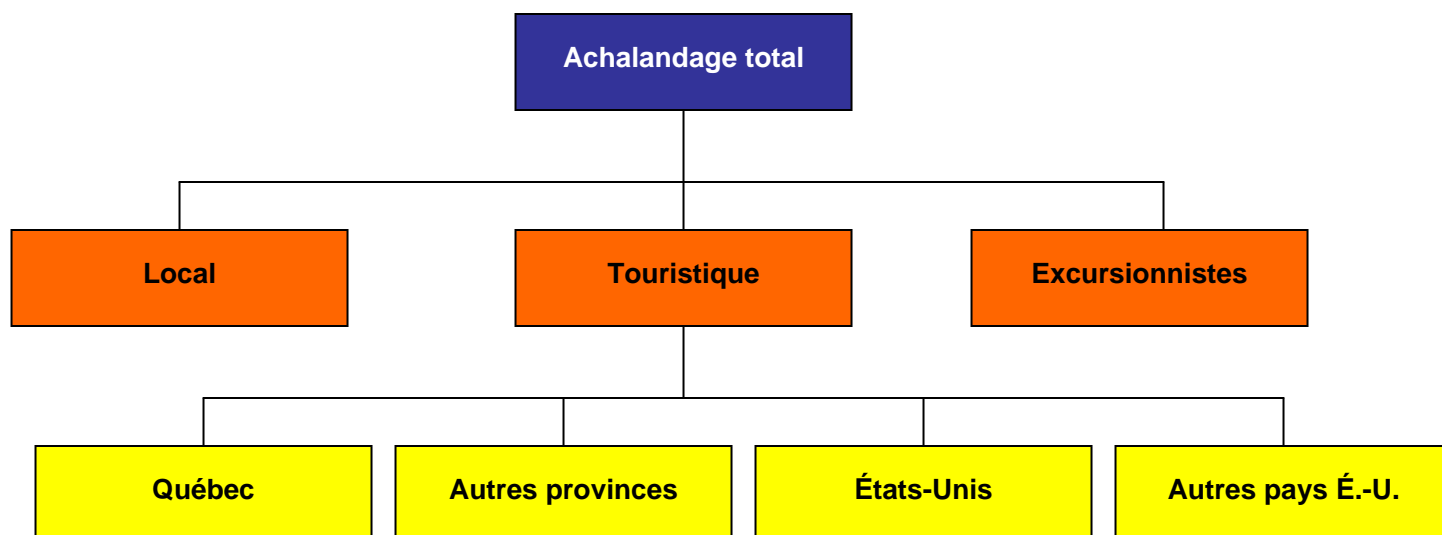 Achalandage total
Local
Touristique
Excursionnistes
Québec
Autres provinces
États-Unis
Autres pays É.-U.